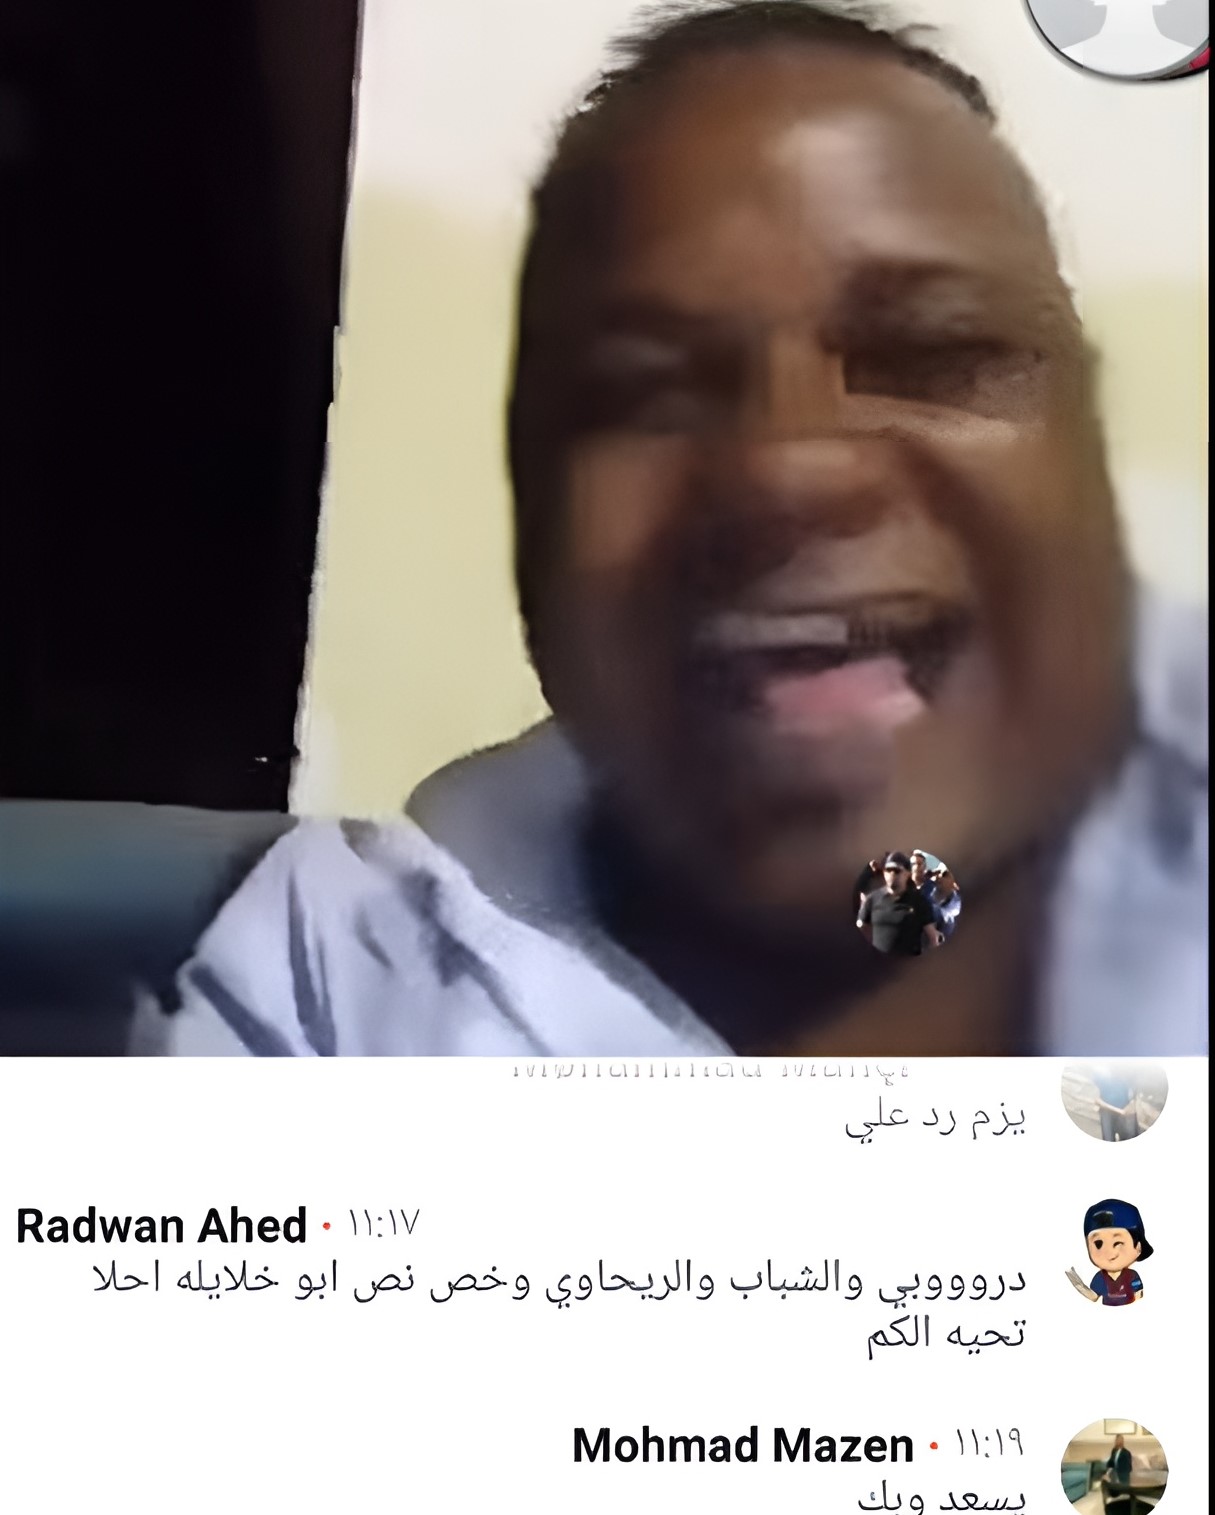 يزم رد علي
Radwan Ahed • ١١:١٧
دروووبي والشباب والريحاوي وخص نص ابو خلايله احلا
تحيه الكم
Mohmad Mazen • ١١:١٩
يسعد